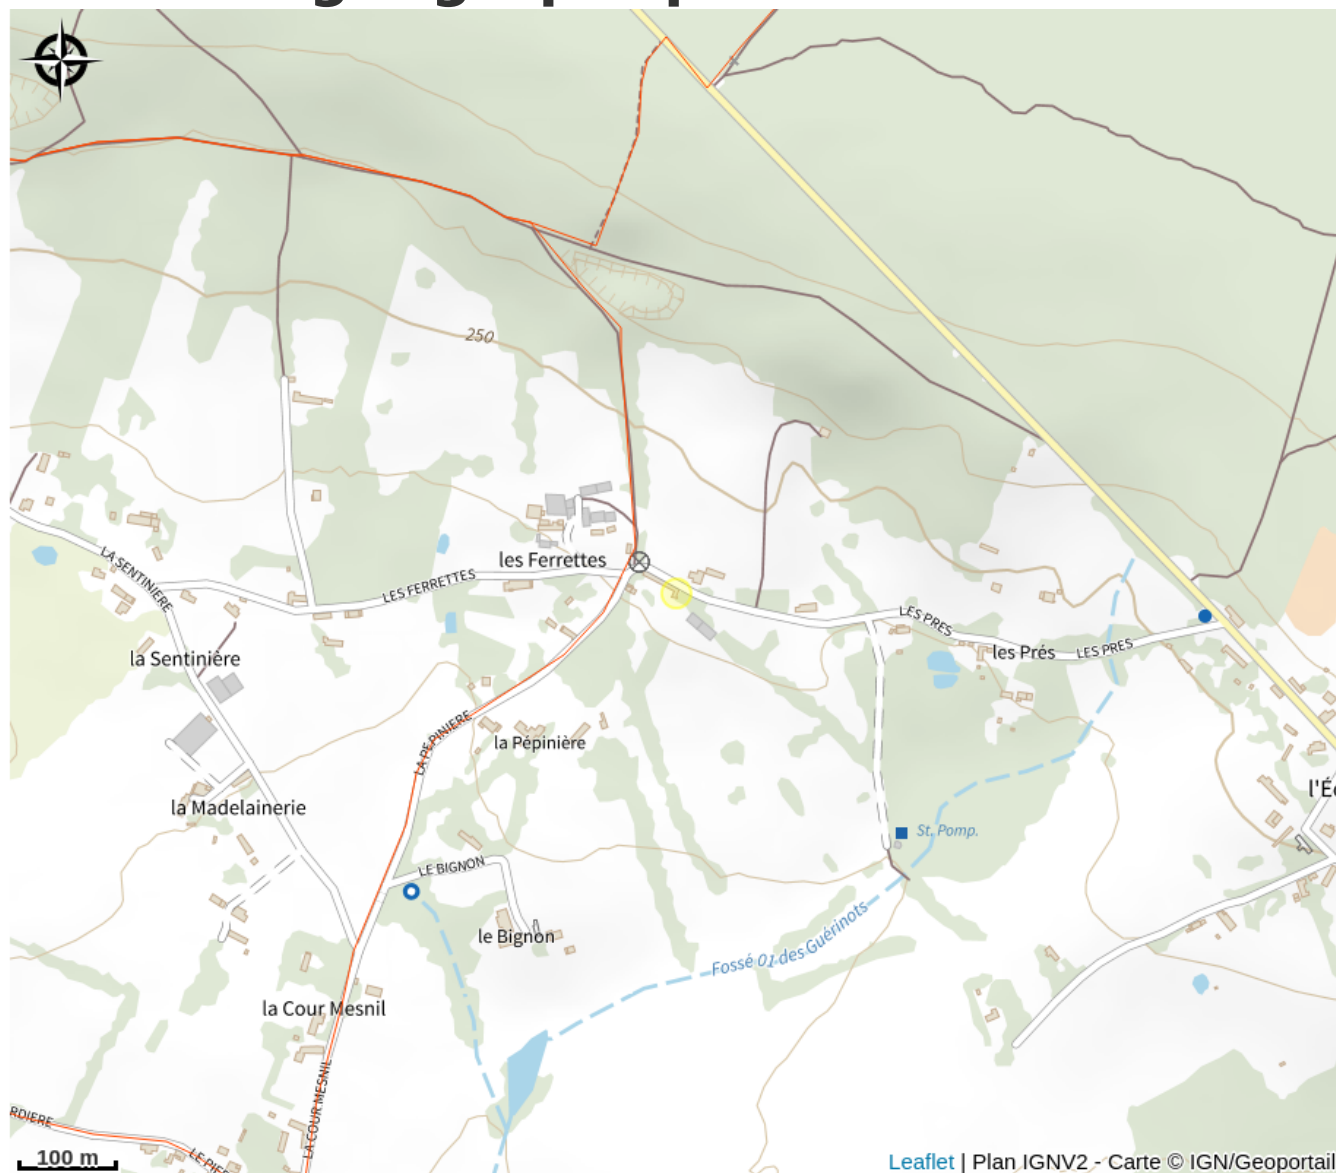 250
les Ferrettes
LA SENTINIÈRE
LES FERRETTES
LES PRES
les Prés
LES PRES
la Sentinière
LA PEPINIERE
la Pépinière
la Madelainerie
St. Pomp.
LE BIGNON
le Bignon
Fossé 01 des Guérinots
la Cour Mesnil
LA COUR MESNIL
100 m
Leaflet | Plan IGNV2 - Carte © IGN/Geoportail